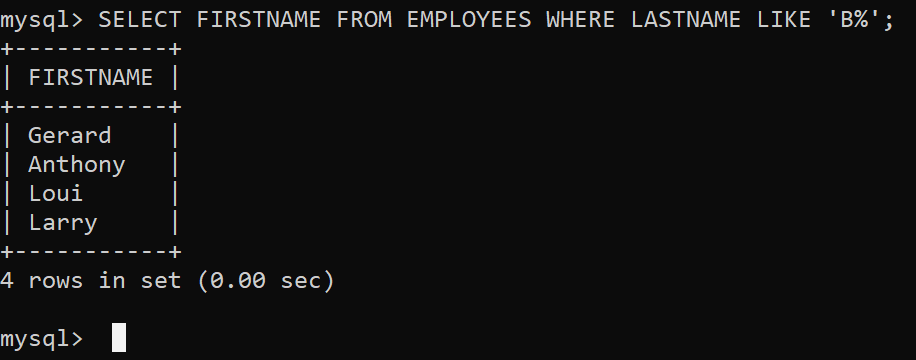 mysql> SELECT FIRSTNAME FROM EMPLOYEES WHERE LASTNAME LIKE 'B%';
+-----------+
| FIRSTNAME |
+-----------+
| Gerard    |
| Anthony   |
| Loui      |
| Larry     |
+-----------+
4 rows in set (0.00 sec)
mysql>